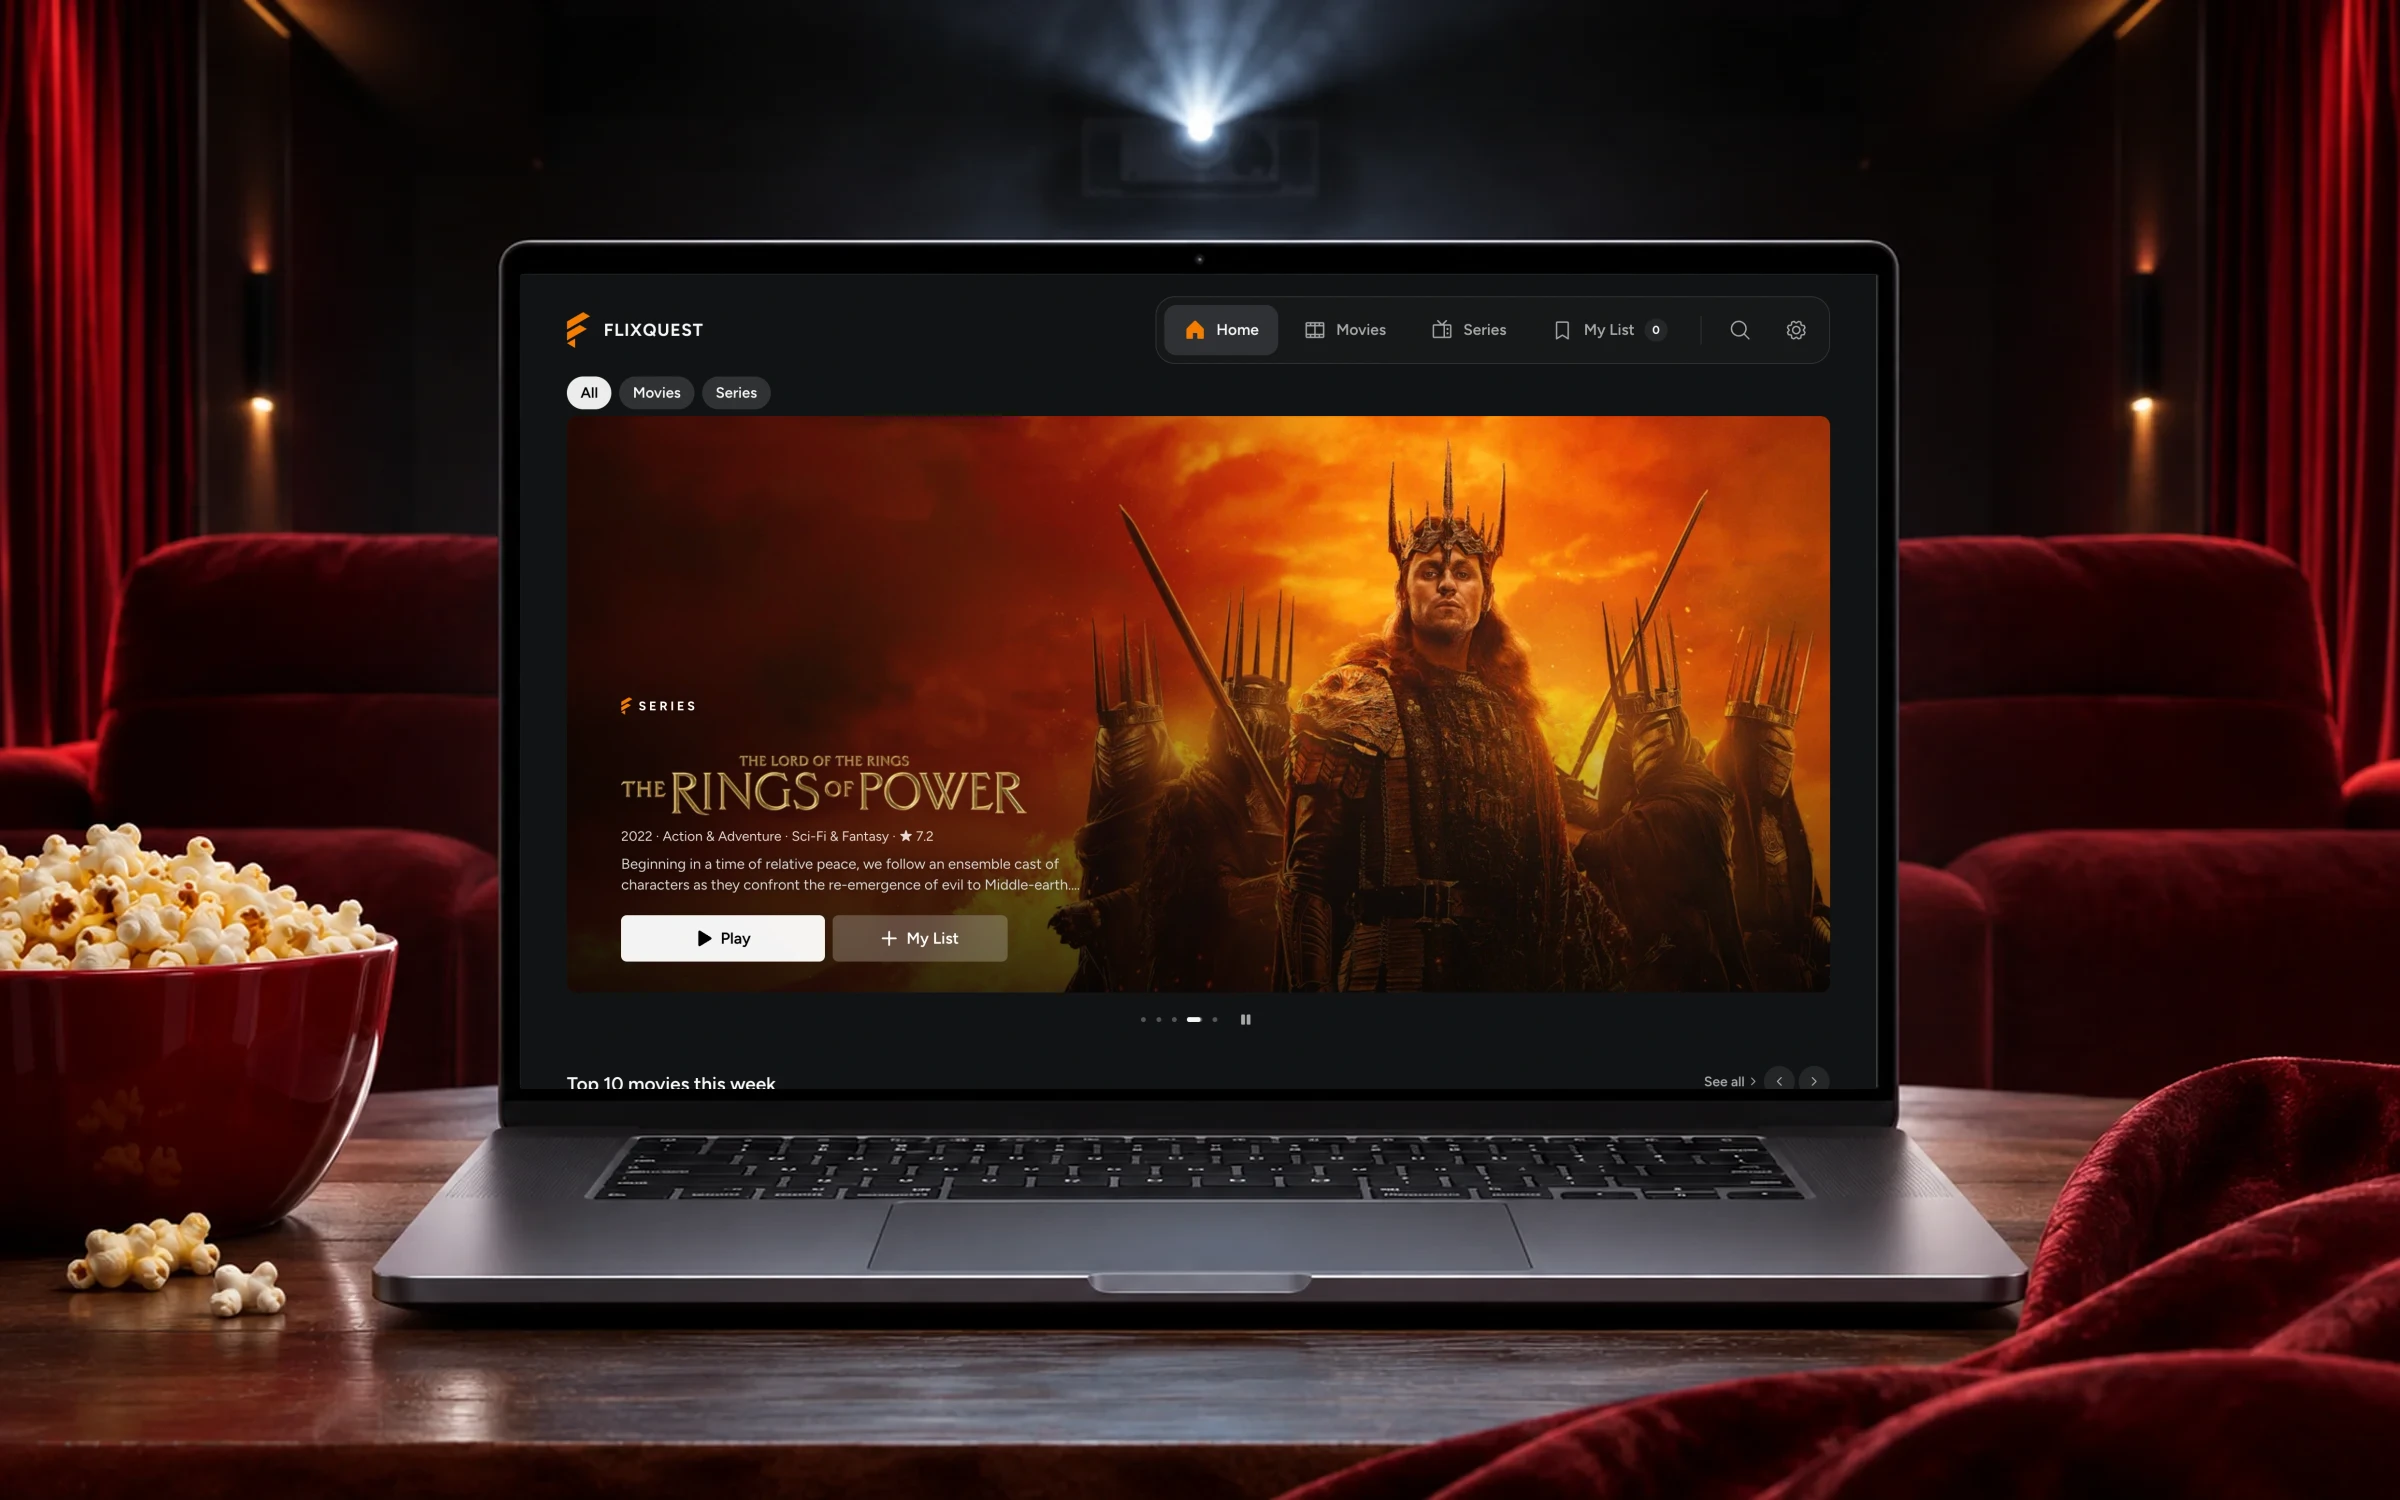 FLIXQUEST
Home
Movies
Series
My List 0
All
Movies
Series
SERIES
THE LORD OF THE RINGS
THE RINGS OF POWER
2022 · Action & Adventure · Sci-Fi & Fantasy · ★ 7.2
Beginning in a time of relative peace, we follow an ensemble cast of
characters as they confront the re-emergence of evil to Middle-earth....
Play
My List
Top 10 movies this week
See all